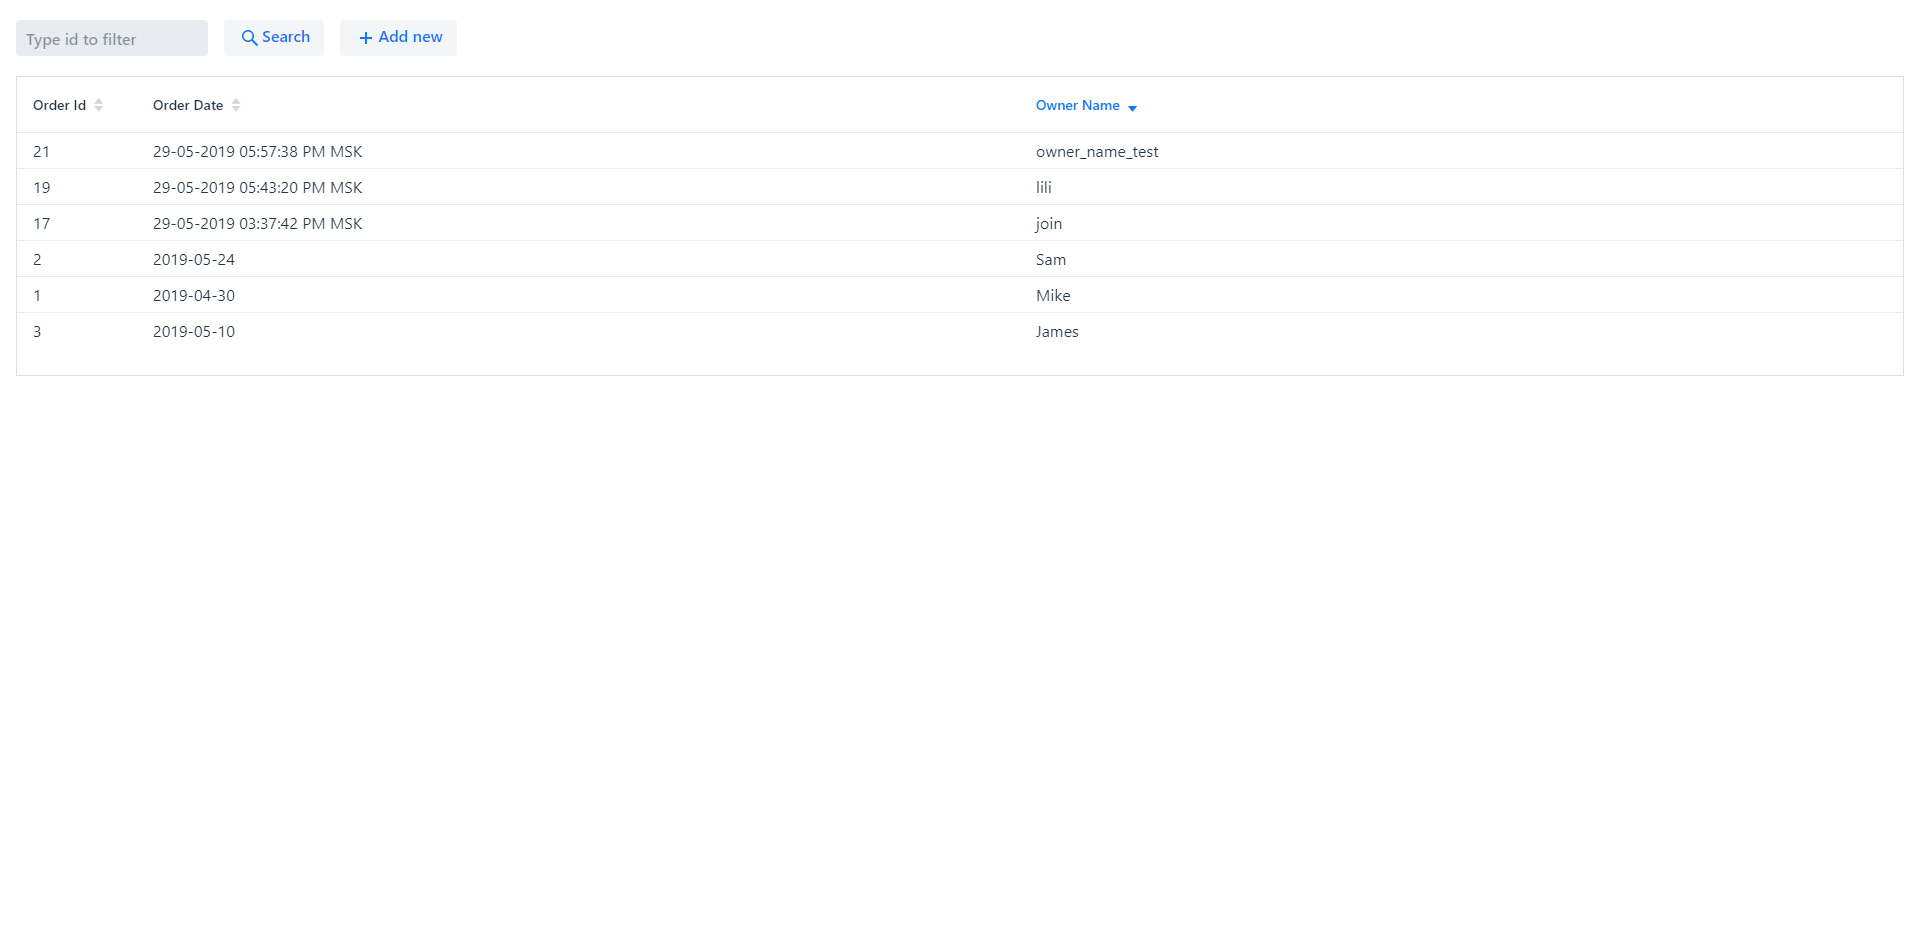 Type id to filter Search Add new
Order Id Order Date Owner Name
21 29-05-2019 05:57:38 PM MSK owner_name_test
19 29-05-2019 05:43:20 PM MSK lili
17 29-05-2019 03:37:42 PM MSK join
2 2019-05-24 Sam
1 2019-04-30 Mike
3 2019-05-10 James